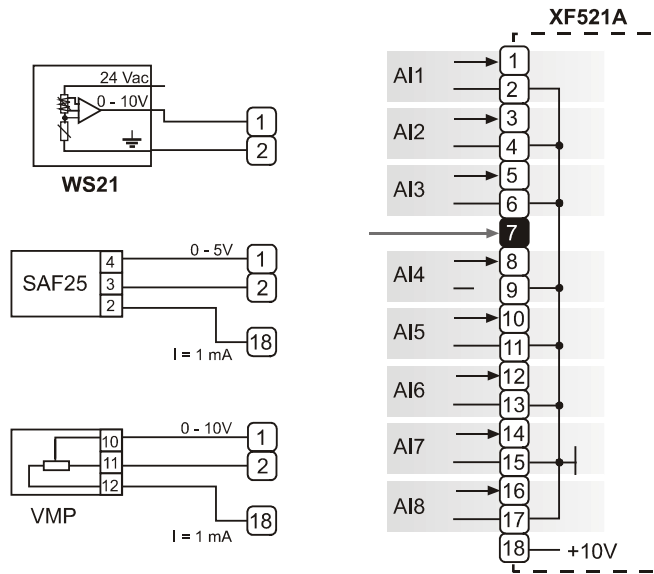 XF521A
24 Vac
0 - 10V
1
2
WS21
SAF25
4
3
2
0 - 5V
1
2
18
I = 1 mA
VMP
10
11
12
0 - 10V
1
2
18
I = 1 mA
AI1
1
2
AI2
3
4
AI3
5
6
7
AI4
8
9
AI5
10
11
AI6
12
13
AI7
14
15
AI8
16
17
18
+10V